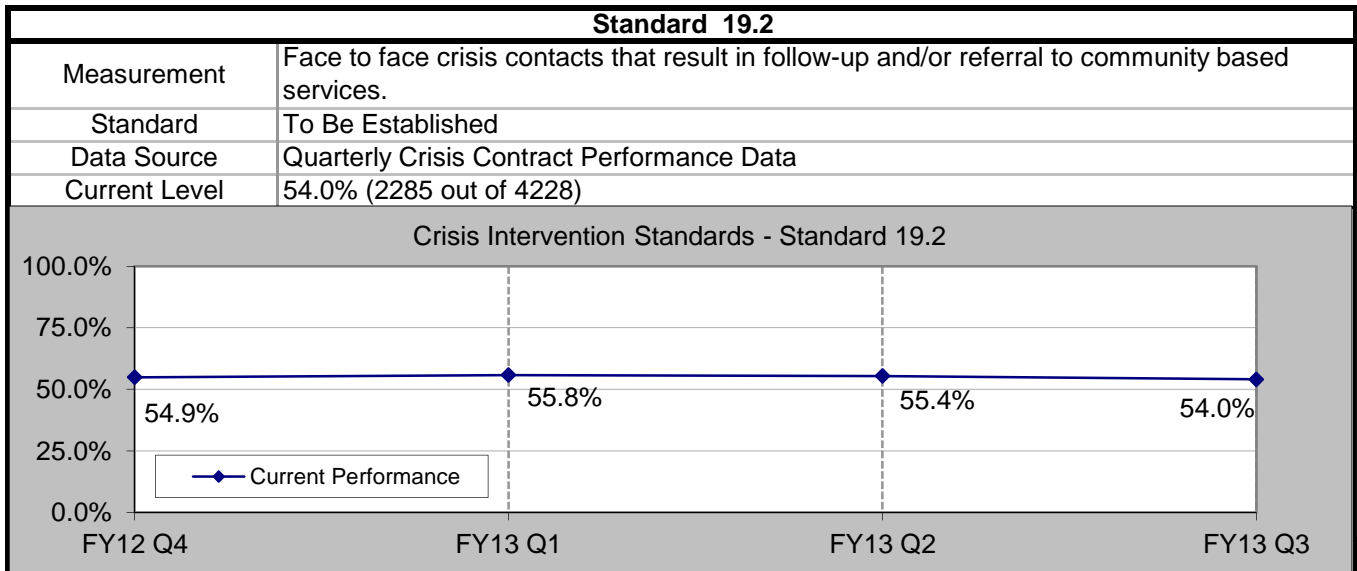 Standard 19.2
Measurement
Face to face crisis contacts that result in follow-up and/or referral to community based
services.
Standard
To Be Established
Data Source
Quarterly Crisis Contract Performance Data
Current Level
54.0% (2285 out of 4228)
Crisis Intervention Standards - Standard 19.2
100.0%
75.0%
50.0%
25.0%
0.0%
54.9%
55.8%
55.4%
54.0%
Current Performance
FY12 Q4
FY13 Q1
FY13 Q2
FY13 Q3